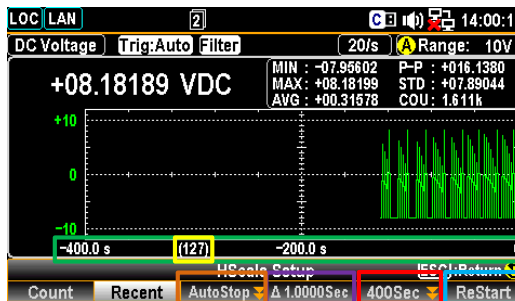 LOC LAN 2 C 14:00:1
DC Voltage Trig:Auto Filter 20/s A Range: 10V
+08.18189 VDC
MIN : -07.95602 P-P : +016.1380
MAX: +08.18199 STD : +07.89044
AVG : +00.31578 COU : 1.611k
+10
0
-10
-400.0 s (127) -200.0 s
HScale Setup [ESC]:Return
Count Recent AutoStop Δ 1.0000Sec 400Sec ReStart